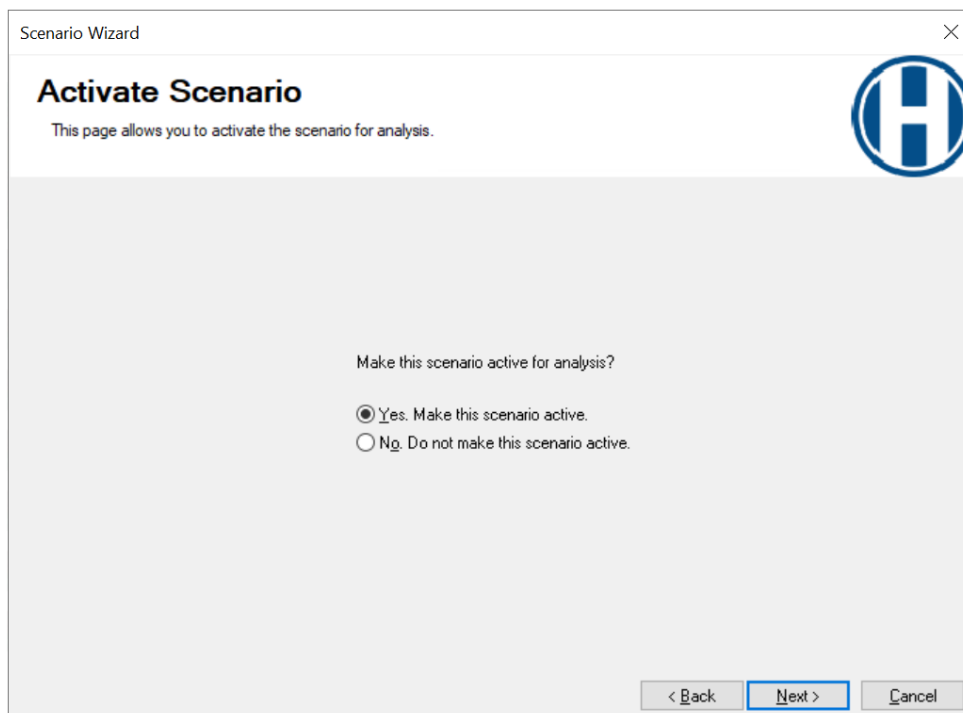 Scenario Wizard
Activate Scenario
This page allows you to activate the scenario for analysis.
H
Make this scenario active for analysis?
Yes. Make this scenario active.
No. Do not make this scenario active.
< Back
Next >
Cancel